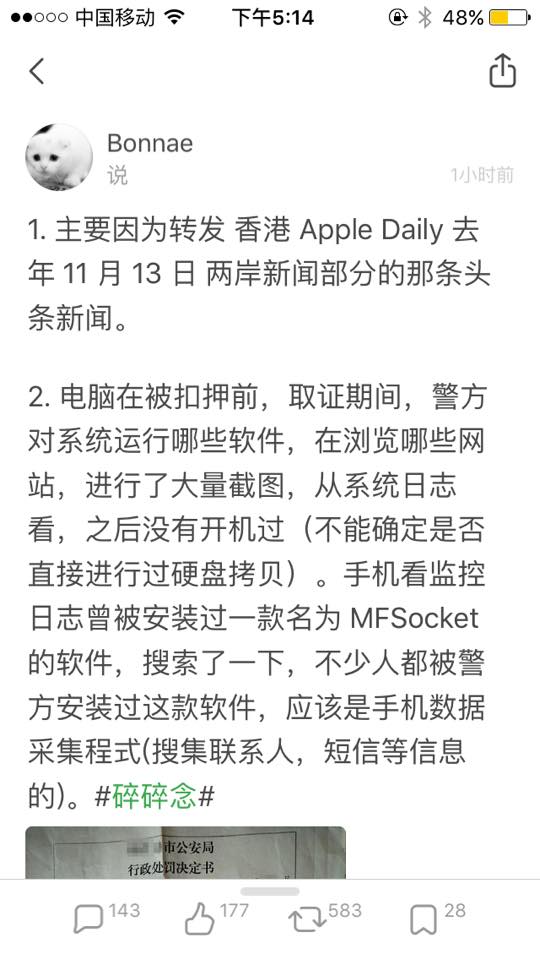 中国移动 下午5:14 48%
Bonnae
说 1小时前
1. 主要因为转发 香港 Apple Daily 去
年 11 月 13 日 两岸新闻部分的那条头
条新闻。
2. 电脑在被扣押前，取证期间，警方
对系统运行哪些软件，在浏览哪些网
站，进行了大量截图，从系统日志
看，之后没有开机过（不能确定是否
直接进行过硬盘拷贝）。手机看监控
日志曾被安装过一款名为 MFSocket
的软件，搜索了一下，不少人都被警
方安装过这款软件，应该是手机数据
采集程式(搜集联系人，短信等信息
的)。#碎碎念#
市公安局
行政处罚决定书
143 177 583 28